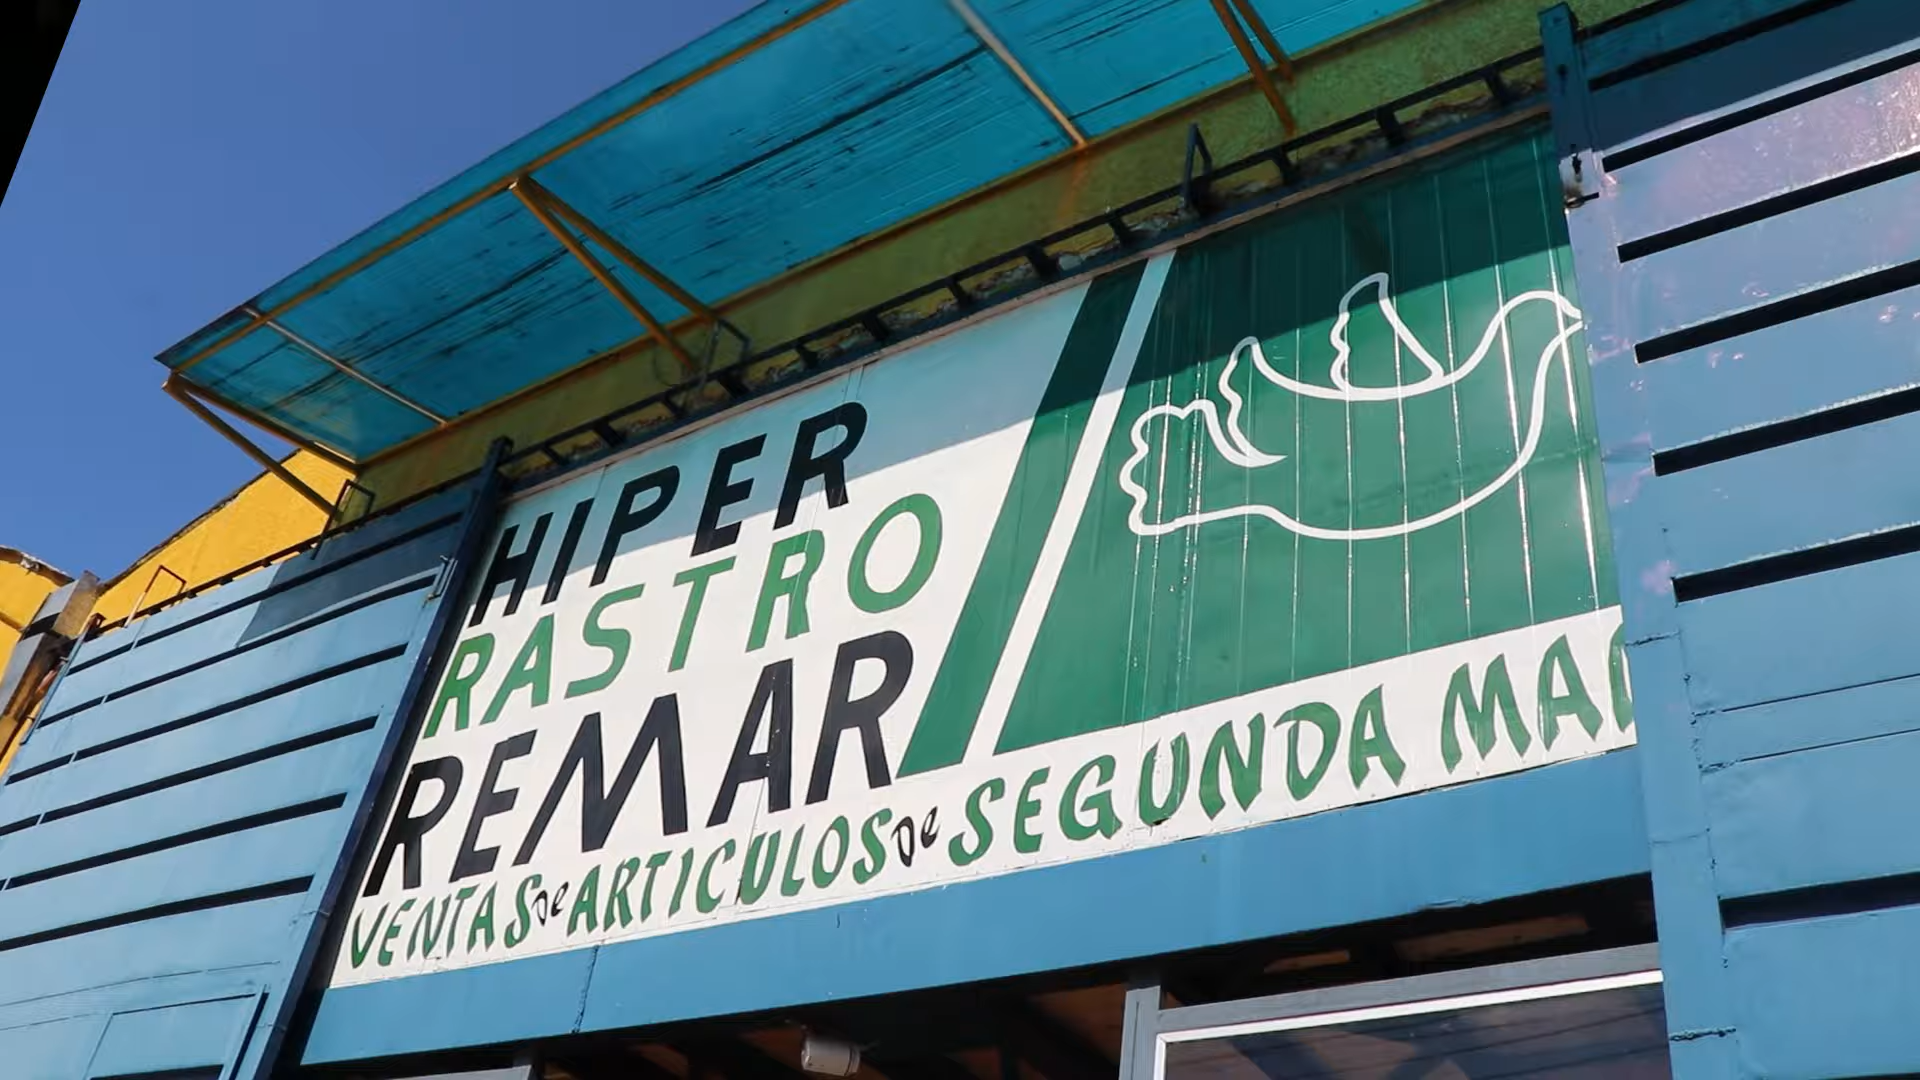 HIPER
RASTRO
REMAR
VENTAS DE ARTICULOS DE SEGUNDA